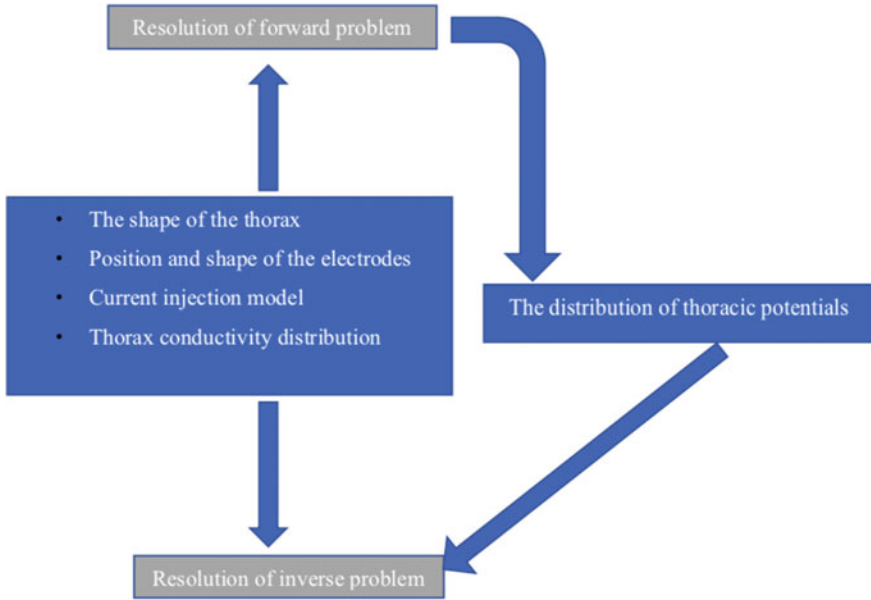 Resolution of forward problem
• The shape of the thorax
• Position and shape of the electrodes
• Current injection model
• Thorax conductivity distribution
The distribution of thoracic potentials
Resolution of inverse problem